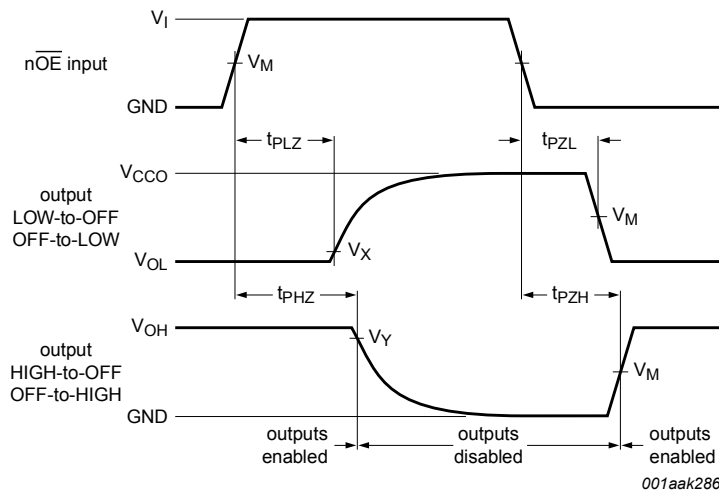 V_I
nO̅E̅ input
V_M
GND
t_PLZ
t_PZL
V_CCO
output
LOW-to-OFF
OFF-to-LOW
V_M
V_X
V_OL
t_PHZ
t_PZH
V_OH
V_Y
output
HIGH-to-OFF
OFF-to-HIGH
V_M
GND
outputs
enabled
outputs
disabled
outputs
enabled
001aak286